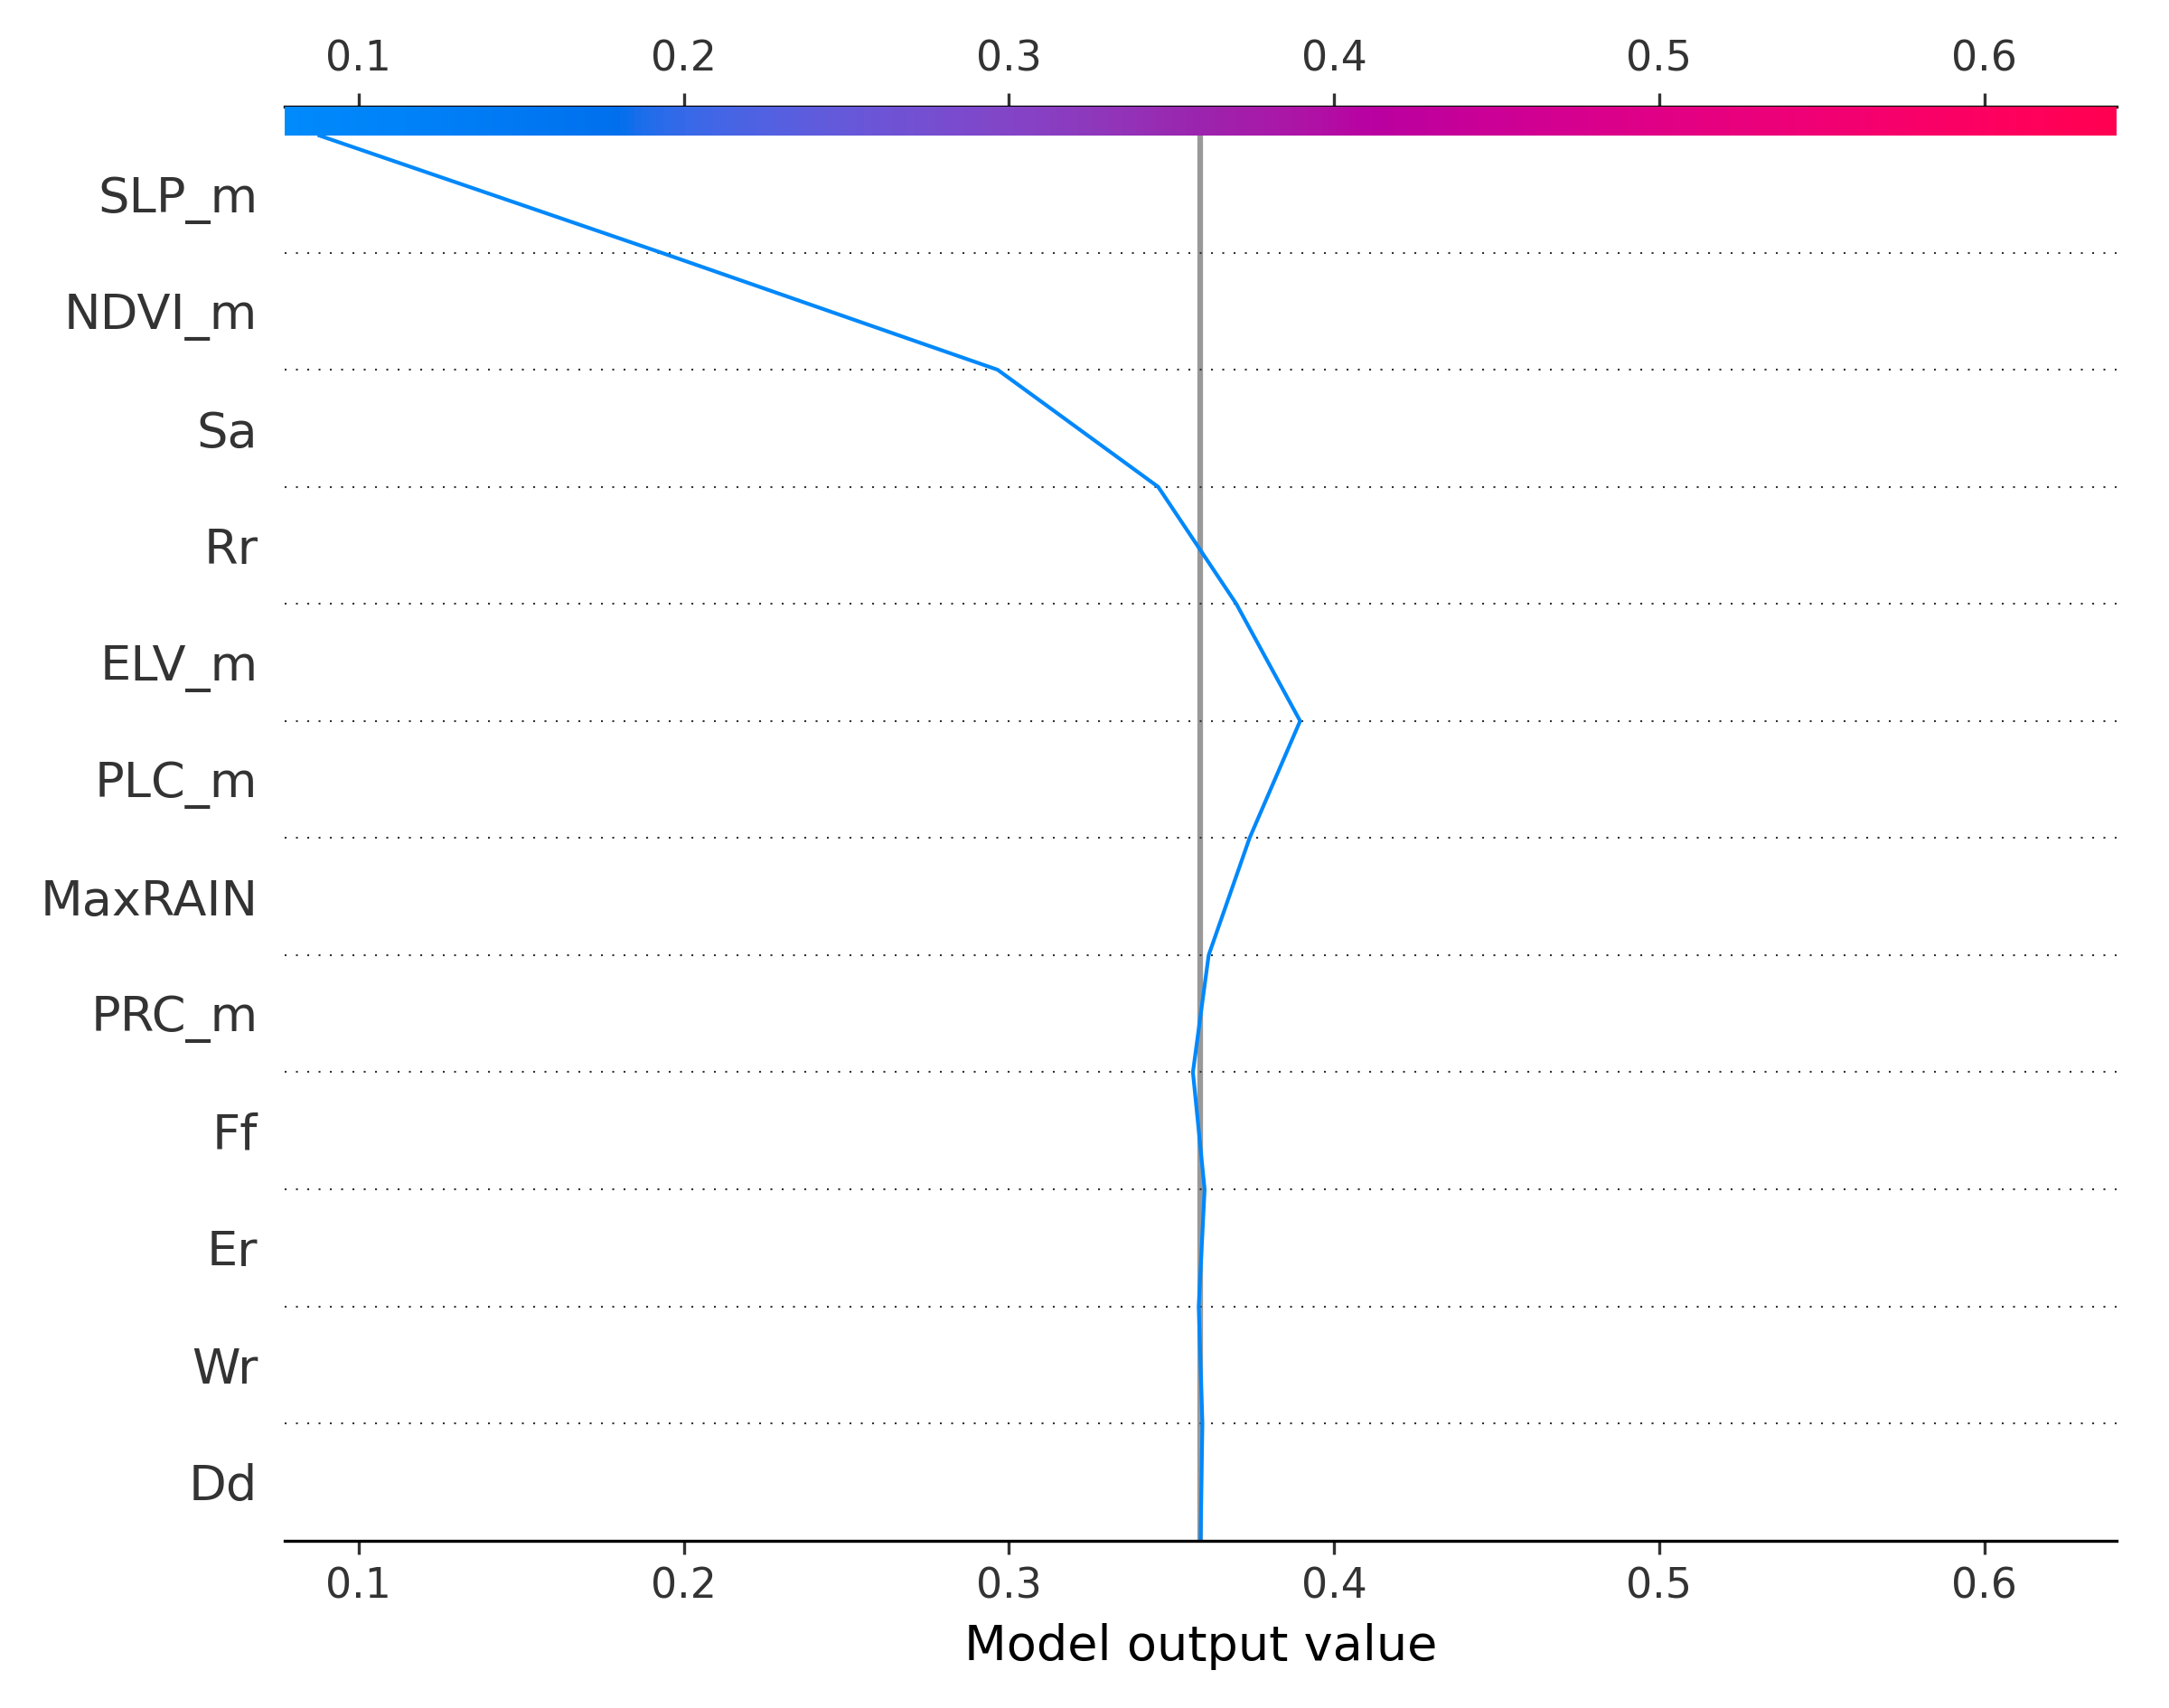 0.1 0.2 0.3 0.4 0.5 0.6
SLP_m
NDVI_m
Sa
Rr
ELV_m
PLC_m
MaxRAIN
PRC_m
Ff
Er
Wr
Dd
0.1 0.2 0.3 0.4 0.5 0.6
Model output value